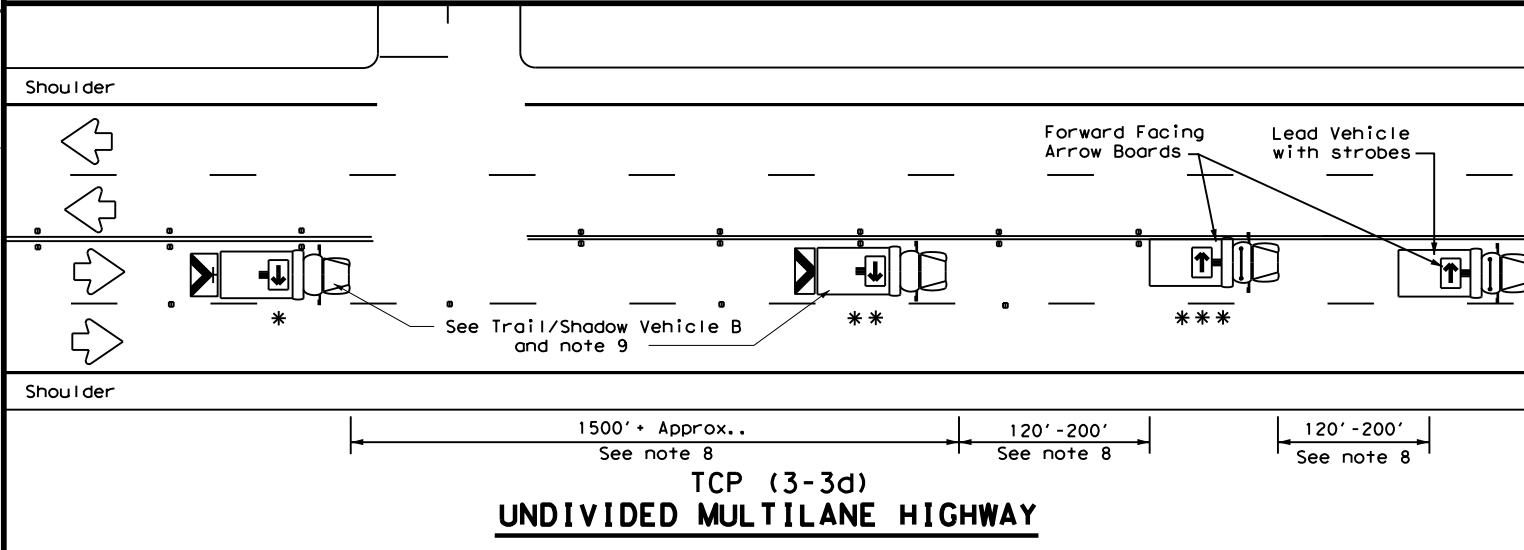 Shoulder
Forward Facing
Arrow Boards
Lead Vehicle
with strobes
*
**
***
See Trail/Shadow Vehicle B
and note 9
Shoulder
1500'+ Approx..
See note 8
120'-200'
See note 8
120'-200'
See note 8
TCP (3-3d)
UNDIVIDED MULTILANE HIGHWAY